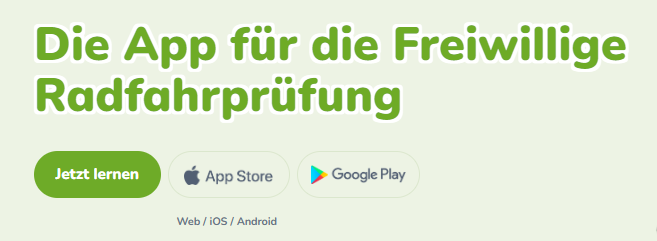 Die App für die Freiwillige
Radfahrprüfung
Jetzt lernen
App Store
Google Play
Web / iOS / Android